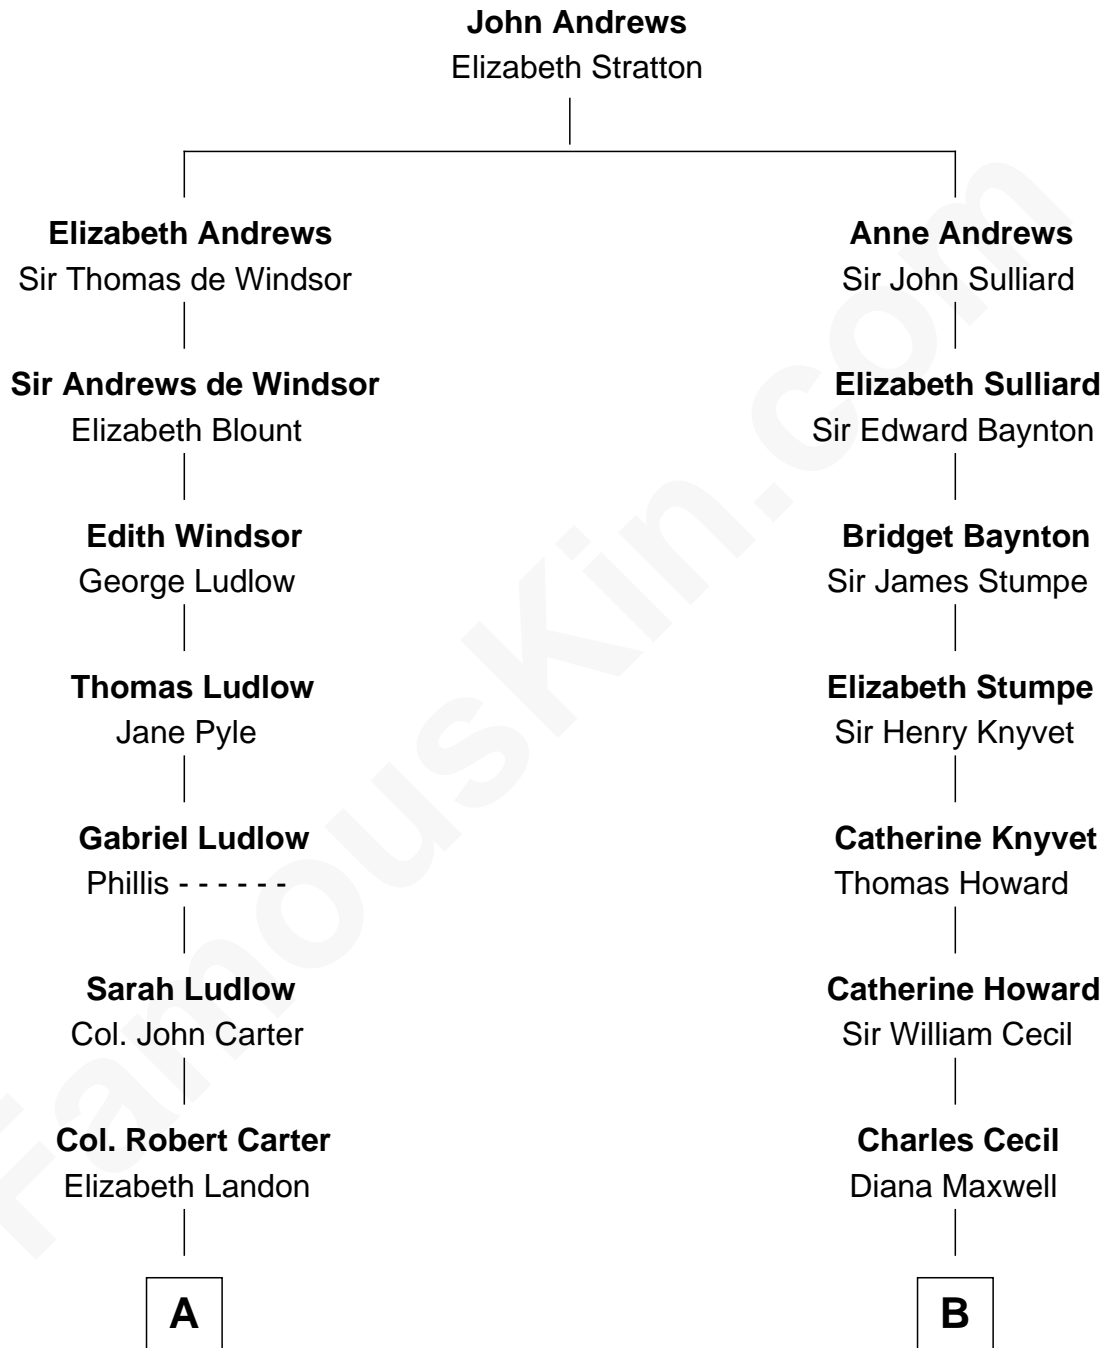 John Andrews
Elizabeth Stratton
Elizabeth Andrews
Sir Thomas de Windsor
Anne Andrews
Sir John Sulliard
Sir Andrews de Windsor
Elizabeth Blount
Elizabeth Sulliard
Sir Edward Baynton
Edith Windsor
George Ludlow
Bridget Baynton
Sir James Stumpe
Thomas Ludlow
Jane Pyle
Elizabeth Stumpe
Sir Henry Knyvet
Gabriel Ludlow
Phillis - - - - - -
Catherine Knyvet
Thomas Howard
Sarah Ludlow
Col. John Carter
Catherine Howard
Sir William Cecil
Col. Robert Carter
Elizabeth Landon
Charles Cecil
Diana Maxwell
A
B
FamousKin.com